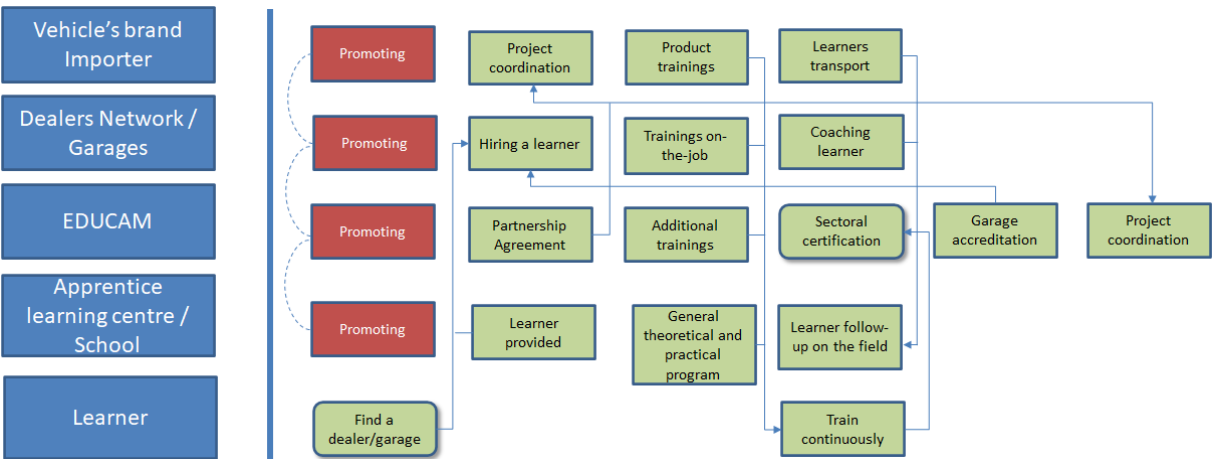 Vehicle's brand
Importer
Promoting
Project
coordination
Product
trainings
Learners
transport
Dealers Network /
Garages
Promoting
Hiring a learner
Trainings on-
the-job
Coaching
learner
EDUCAM
Promoting
Partnership
Agreement
Additional
trainings
Sectoral
certification
Garage
accreditation
Project
coordination
Apprentice
learning centre /
School
Promoting
Learner
provided
General
theoretical and
practical
program
Learner follow-
up on the field
Learner
Find a
dealer/garage
Train
continuously